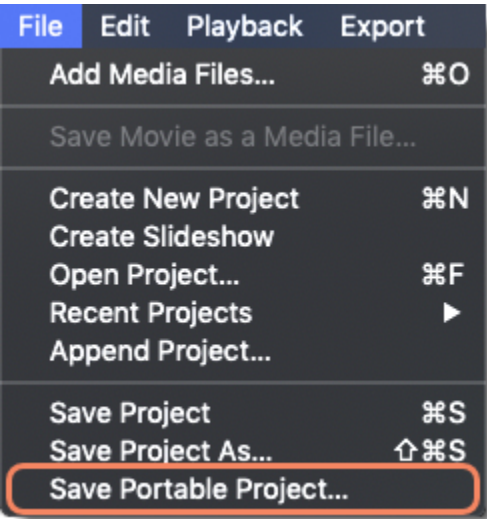 File Edit Playback Export
Add Media Files... ⌘O
Save Movie as a Media File...
Create New Project ⌘N
Create Slideshow
Open Project... ⌘F
Recent Projects ▶
Append Project...
Save Project ⌘S
Save Project As... ⇧⌘S
Save Portable Project...